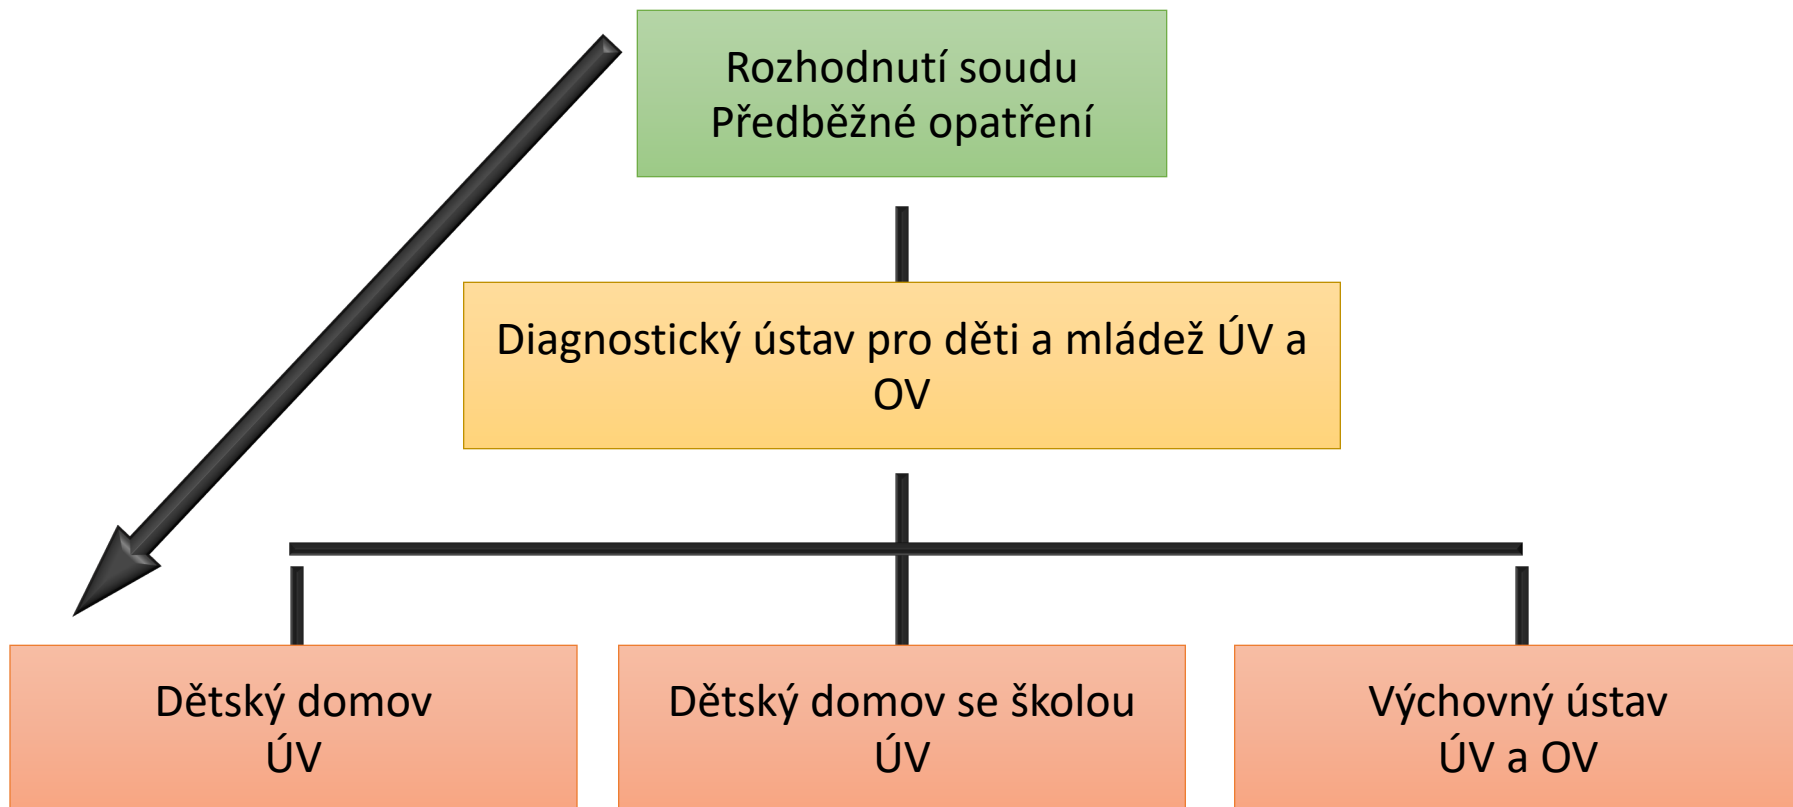 Rozhodnutí soudu
Předběžné opatření
Diagnostický ústav pro děti a mládež ÚV a
OV
Dětský domov
ÚV
Dětský domov se školou
ÚV
Výchovný ústav
ÚV a OV